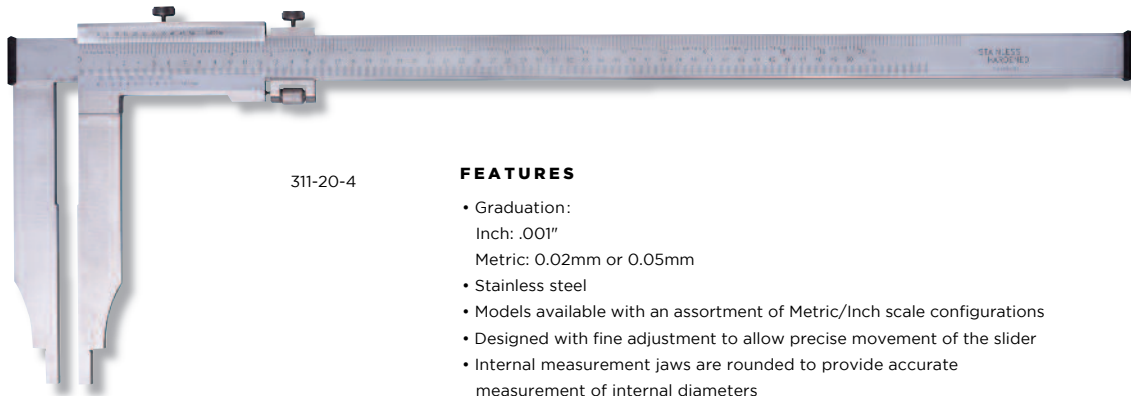 STAINLESS
HARDENED
311-20-4
FEATURES
• Graduation:
Inch: .001"
Metric: 0.02mm or 0.05mm
• Stainless steel
• Models available with an assortment of Metric/Inch scale configurations
• Designed with fine adjustment to allow precise movement of the slider
• Internal measurement jaws are rounded to provide accurate
measurement of internal diameters